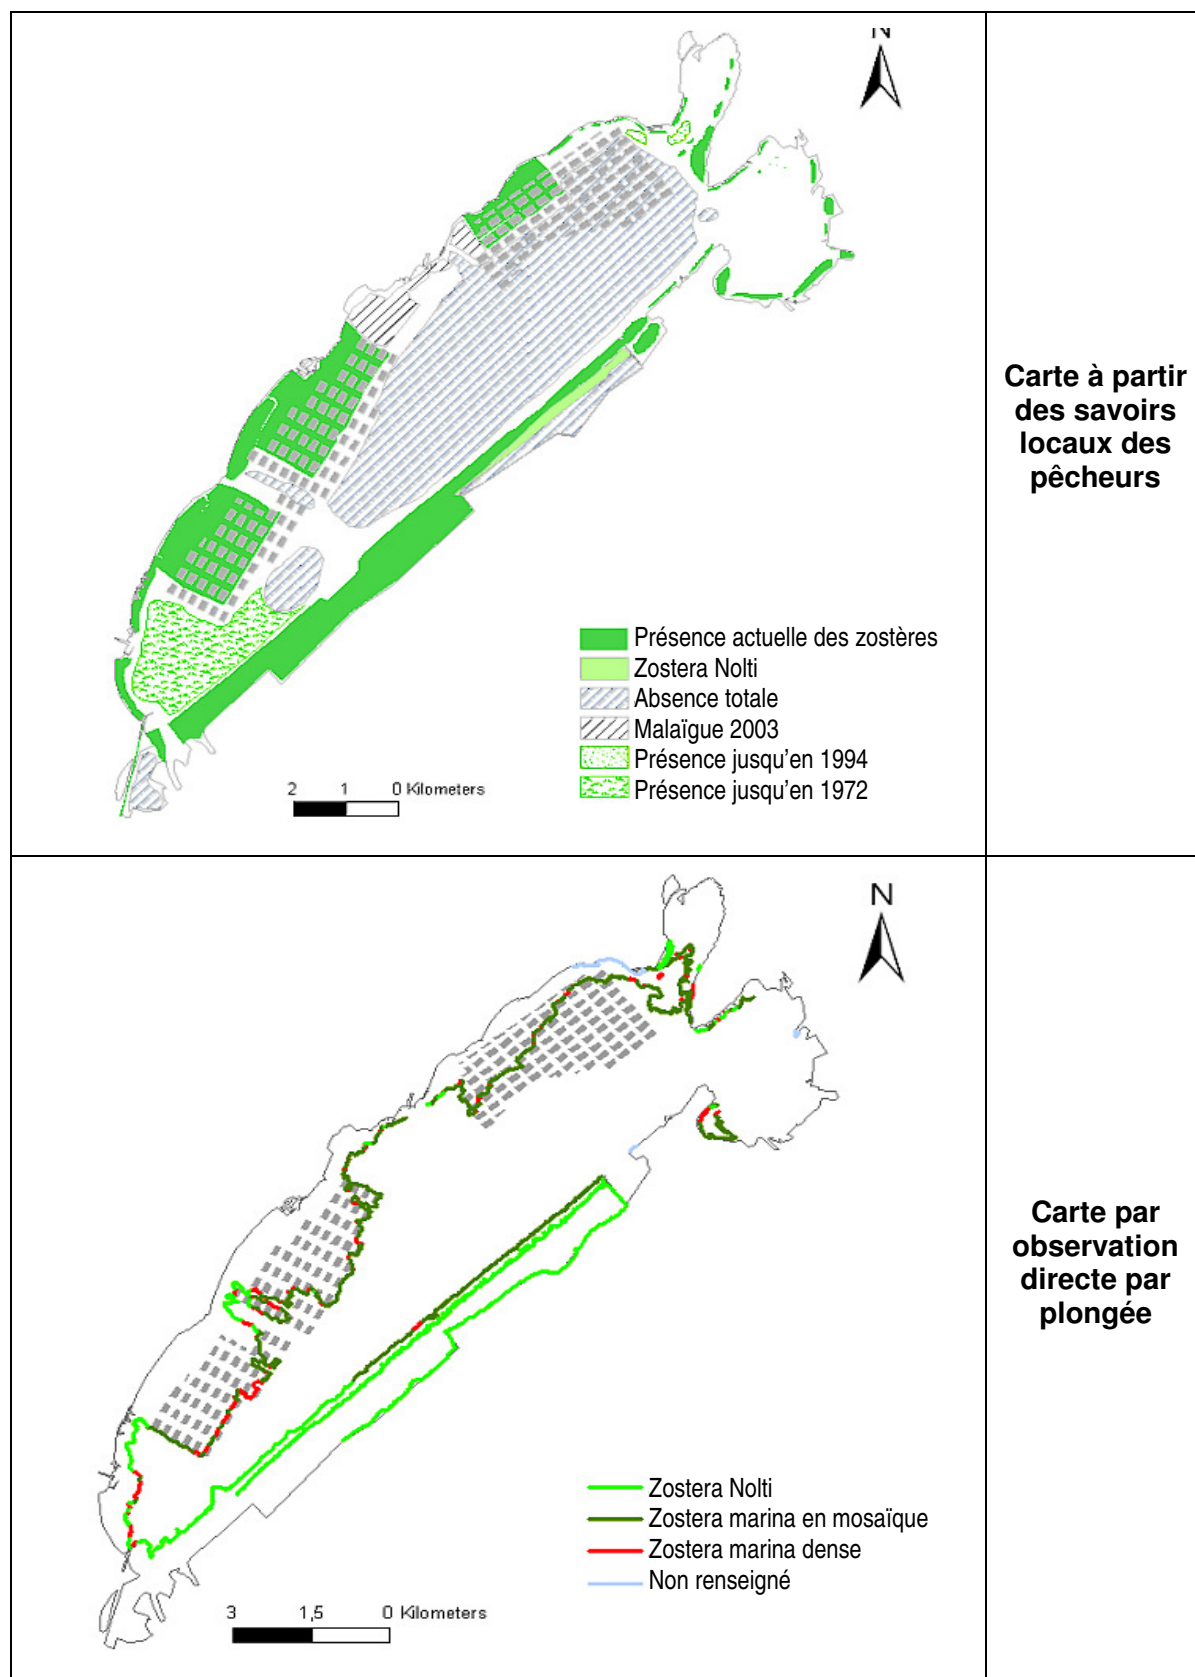 N
Carte à partir
des savoirs
locaux des
pêcheurs
Présence actuelle des zostères
Zostera Nolti
Absence totale
Malaïgue 2003
Présence jusqu'en 1994
Présence jusqu'en 1972
2 1 0 Kilometers
N
Carte par
observation
directe par
plongée
Zostera Nolti
Zostera marina en mosaïque
Zostera marina dense
Non renseigné
3 1,5 0 Kilometers